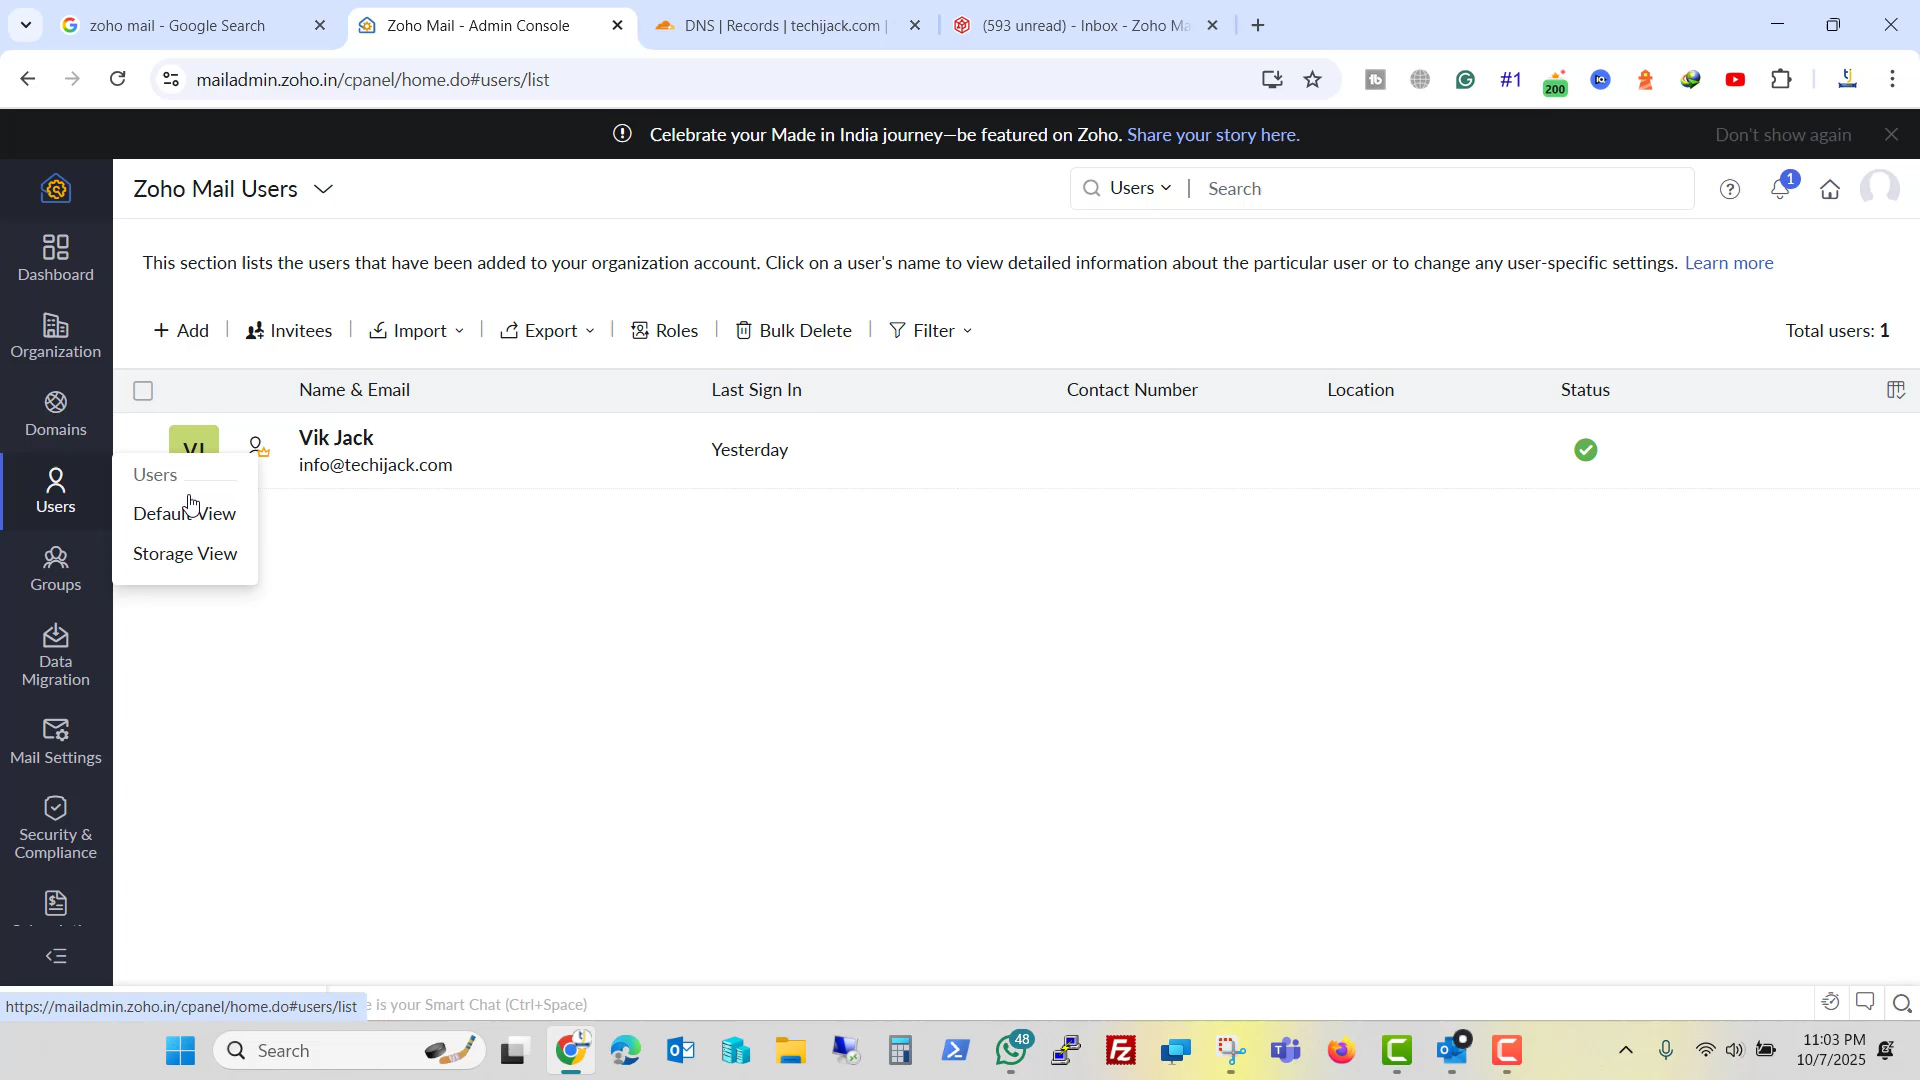 zoho mail - Google Search
Zoho Mail - Admin Console
DNS | Records | techijack.com |
(593 unread) - Inbox - Zoho Ma
mailadmin.zoho.in/cpanel/home.do#users/list
#1
200
Celebrate your Made in India journey—be featured on Zoho. Share your story here.
Don't show again
Zoho Mail Users
Users
Search
1
Dashboard
Organization
Domains
Users
Groups
Data
Migration
Mail Settings
Security &
Compliance
This section lists the users that have been added to your organization account. Click on a user's name to view detailed information about the particular user or to change any user-specific settings. Learn more
Add
Invitees
Import
Export
Roles
Bulk Delete
Filter
Total users: 1
Name & Email
Last Sign In
Contact Number
Location
Status
VJ
Vik Jack
info@techijack.com
Yesterday
Users
Default View
Storage View
https://mailadmin.zoho.in/cpanel/home.do#users/list
e is your Smart Chat (Ctrl+Space)
Search
48
11:03 PM
10/7/2025